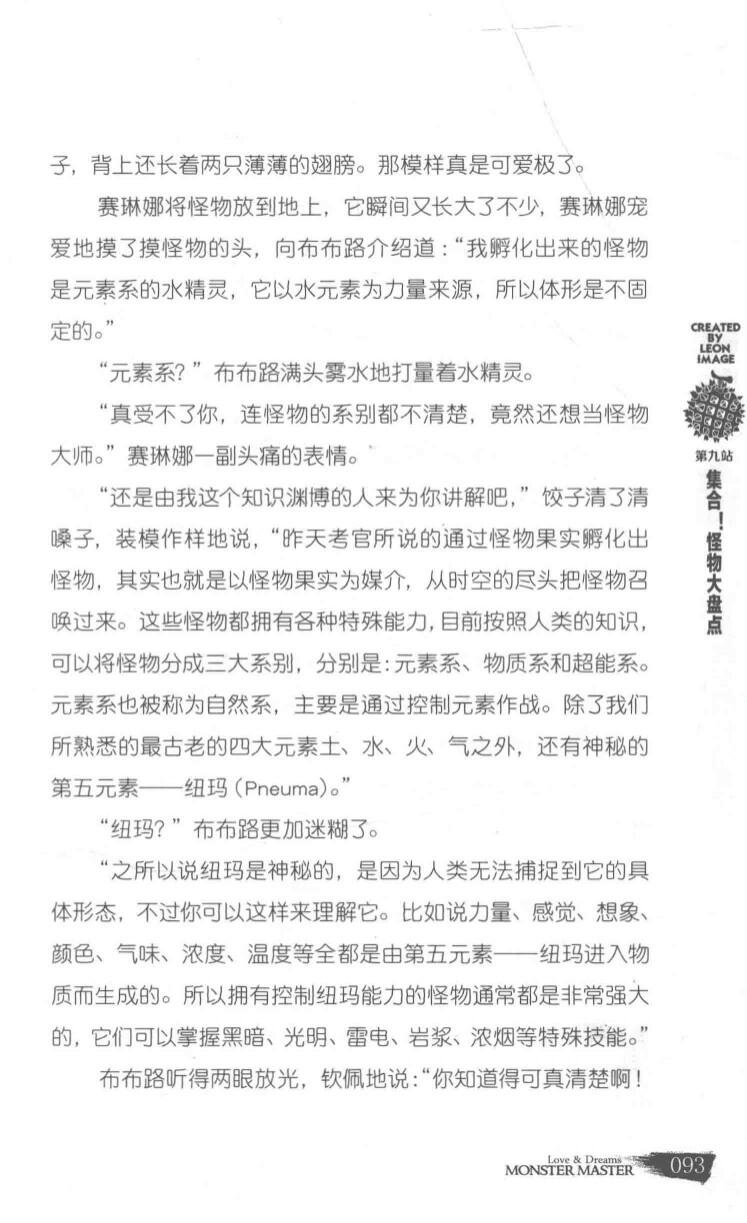 子，背上还长着两只薄薄的翅膀。那模样真是可爱极了。
赛琳娜将怪物放到地上，它瞬间又长大了不少，赛琳娜宠
爱地摸了摸怪物的头，向布布路介绍道：“我孵化出来的怪物
是元素系的水精灵，它以水元素为力量来源，所以体形是不固
定的。”
“元素系？”布布路满头雾水地打量着水精灵。
“真受不了你，连怪物的系别都不清楚，竟然还想当怪物
大师。”赛琳娜一副头痛的表情。
“还是由我这个知识渊博的人来为你讲解吧，”饺子清了清
嗓子，装模作样地说，“昨天考官所说的通过怪物果实孵化出
怪物，其实也就是以怪物果实为媒介，从时空的尽头把怪物召
唤过来。这些怪物都拥有各种特殊能力，目前按照人类的知识，
可以将怪物分成三大系别，分别是：元素系、物质系和超能系。
元素系也被称为自然系，主要是通过控制元素作战。除了我们
所熟悉的最古老的四大元素土、水、火、气之外，还有神秘的
第五元素——纽玛（Pneuma）。”
“纽玛？”布布路更加迷糊了。
“之所以说纽玛是神秘的，是因为人类无法捕捉到它的具
体形态，不过你可以这样来理解它。比如说力量、感觉、想象、
颜色、气味、浓度、温度等全都是由第五元素——纽玛进入物
质而生成的。所以拥有控制纽玛能力的怪物通常都是非常强大
的，它们可以掌握黑暗、光明、雷电、岩浆、浓烟等特殊技能。”
布布路听得两眼放光，钦佩地说：“你知道得可真清楚啊！
CREATED
BY
LEON
IMAGE
第九站
集合！怪物大盘点
Love & Dreams
MONSTER MASTER
093